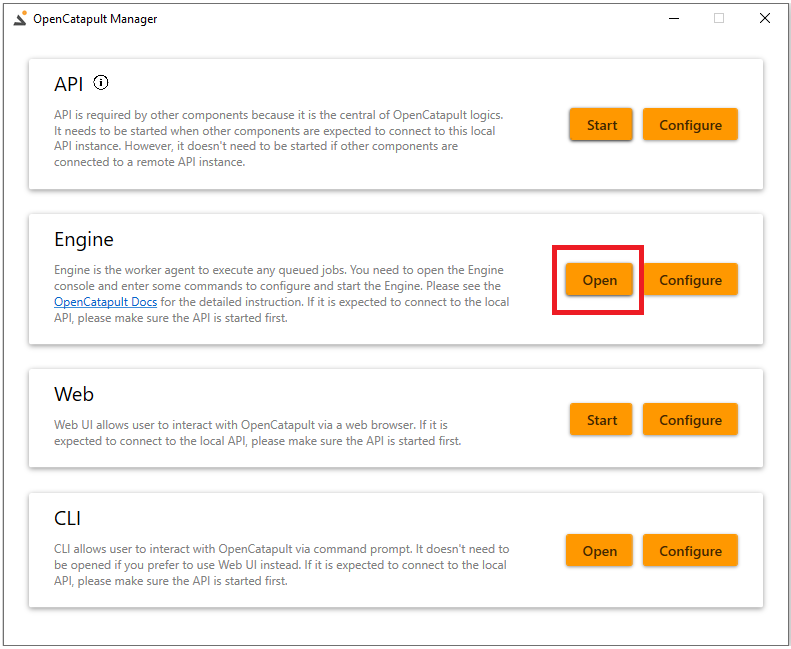 OpenCatapult Manager
API
API is required by other components because it is the central of OpenCatapult logics.
It needs to be started when other components are expected to connect to this local
API instance. However, it doesn't need to be started if other components are
connected to a remote API instance.
Start
Configure
Engine
Engine is the worker agent to execute any queued jobs. You need to open the Engine
console and enter some commands to configure and start the Engine. Please see the
OpenCatapult Docs for the detailed instruction. If it is expected to connect to the local
API, please make sure the API is started first.
Open
Configure
Web
Web UI allows user to interact with OpenCatapult via a web browser. If it is
expected to connect to the local API, please make sure the API is started first.
Start
Configure
CLI
CLI allows user to interact with OpenCatapult via command prompt. It doesn't need to
be opened if you prefer to use Web UI instead. If it is expected to connect to the local
API, please make sure the API is started first.
Open
Configure